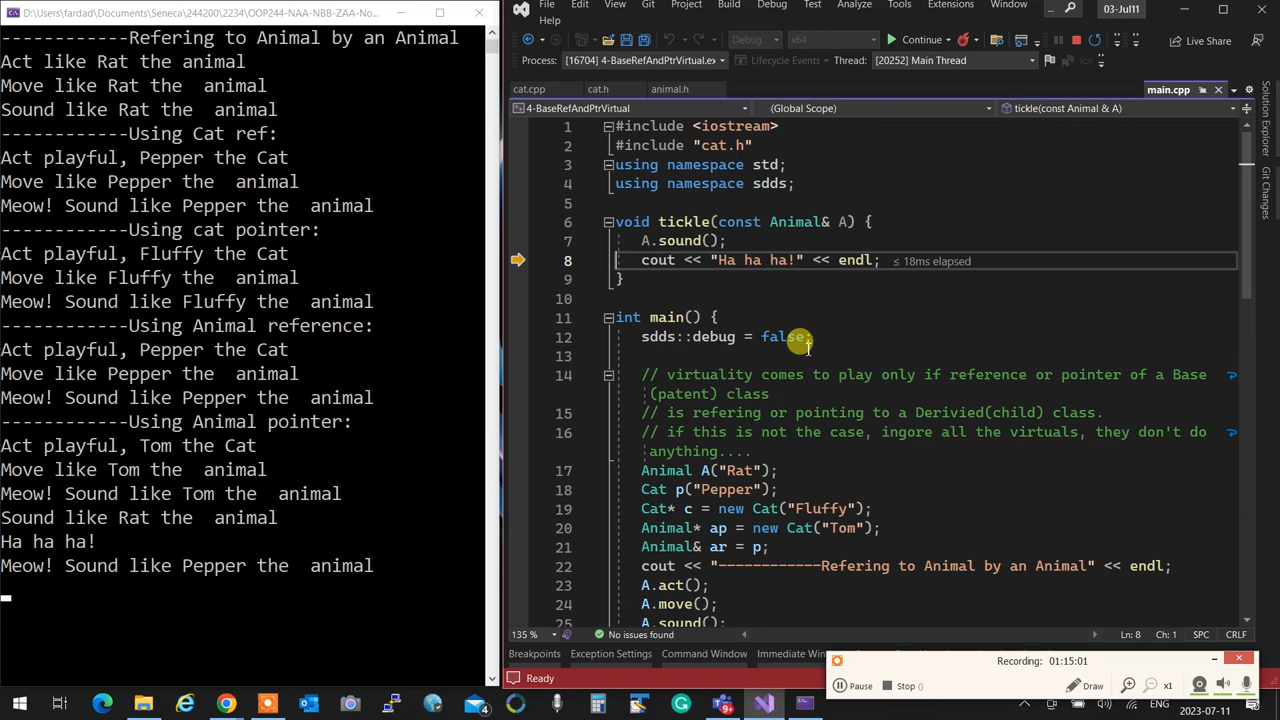 D:\Users\fardad\Documents\Seneca\244200\2234\OOP244-NAA-NBB-ZAA-No...
------------Refering to Animal by an Animal
Act like Rat the animal
Move like Rat the  animal
Sound like Rat the  animal
------------Using Cat ref:
Act playful, Pepper the Cat
Move like Pepper the  animal
Meow! Sound like Pepper the  animal
------------Using cat pointer:
Act playful, Fluffy the Cat
Move like Fluffy the  animal
Meow! Sound like Fluffy the  animal
------------Using Animal reference:
Act playful, Pepper the Cat
Move like Pepper the  animal
Meow! Sound like Pepper the  animal
------------Using Animal pointer:
Act playful, Tom the Cat
Move like Tom the  animal
Meow! Sound like Tom the  animal
Sound like Rat the  animal
Ha ha ha!
Meow! Sound like Pepper the  animal
File Edit View Git Project Build Debug Test Analyze Tools Extensions Window
Help
03-Jul11
Debug x64 Continue Live Share
Process: [16704] 4-BaseRefAndPtrVirtual.ex Lifecycle Events Thread: [20252] Main Thread
cat.cpp cat.h animal.h main.cpp
4-BaseRefAndPtrVirtual (Global Scope) tickle(const Animal & A)
1 #include <iostream>
2 #include "cat.h"
3 using namespace std;
4 using namespace sdds;
5
6 void tickle(const Animal& A) {
7 A.sound();
8 cout << "Ha ha ha!" << endl; ≤ 18ms elapsed
9 }
10
11 int main() {
12 sdds::debug = false;
13
14 // virtuality comes to play only if reference or pointer of a Base
(patent) class
15 // is refering or pointing to a Derivied(child) class.
16 // if this is not the case, ingore all the virtuals, they don't do
anything....
17 Animal A("Rat");
18 Cat p("Pepper");
19 Cat* c = new Cat("Fluffy");
20 Animal* ap = new Cat("Tom");
21 Animal& ar = p;
22 cout << "------------Refering to Animal by an Animal" << endl;
23 A.act();
24 A.move();
25 A.sound();
Solution Explorer
Git Changes
135 % No issues found Ln: 8 Ch: 1 SPC CRLF
Breakpoints Exception Settings Command Window Immediate Win
Ready
Recording: 01:15:01
Pause Stop () Draw x1
ENG 2023-07-11